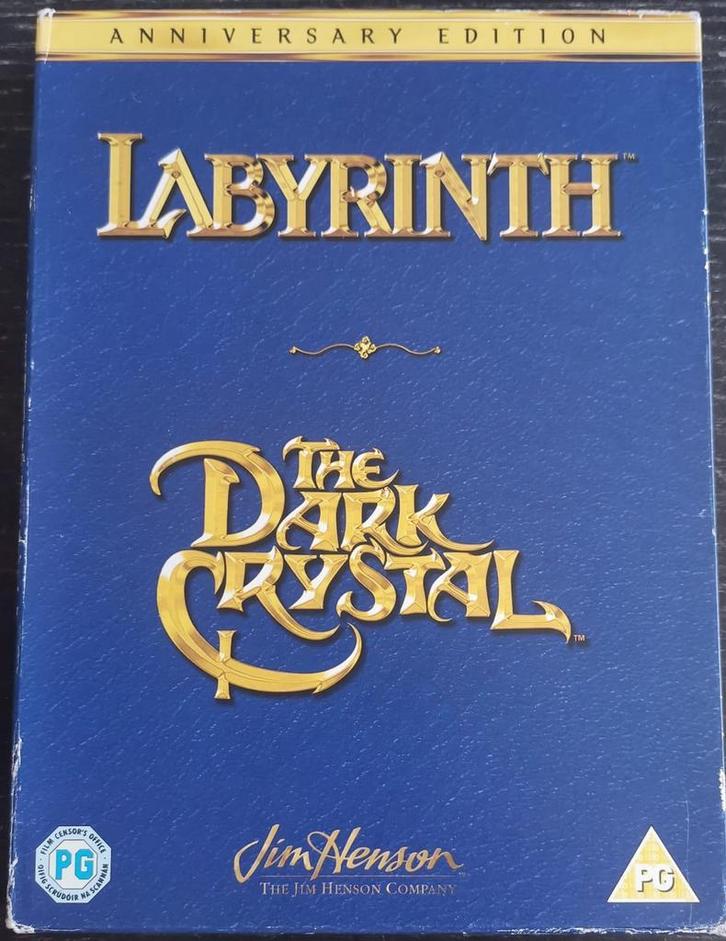 ANNIVERSARY EDITION
LABYRINTH™
THE
DARK
CRYSTAL™
FILM CENSOR'S OFFICE
PG
OIFIG SCRÚDÓIR NA SCANNÁN
Jim Henson
THE JIM HENSON COMPANY
PG